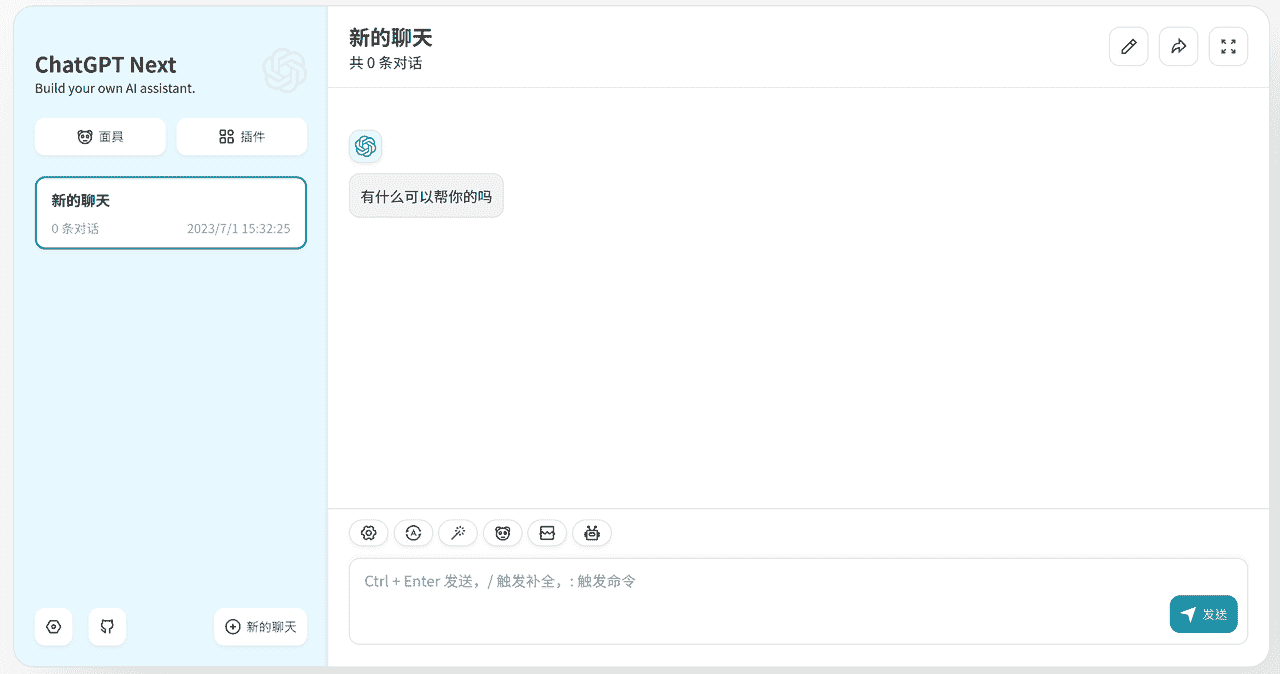 ChatGPT Next
Build your own AI assistant.
面具
插件
新的聊天
0 条对话
2023/7/1 15:32:25
新的聊天
新的聊天
共 0 条对话
有什么可以帮你的吗
Ctrl + Enter 发送，/ 触发补全，: 触发命令
发送